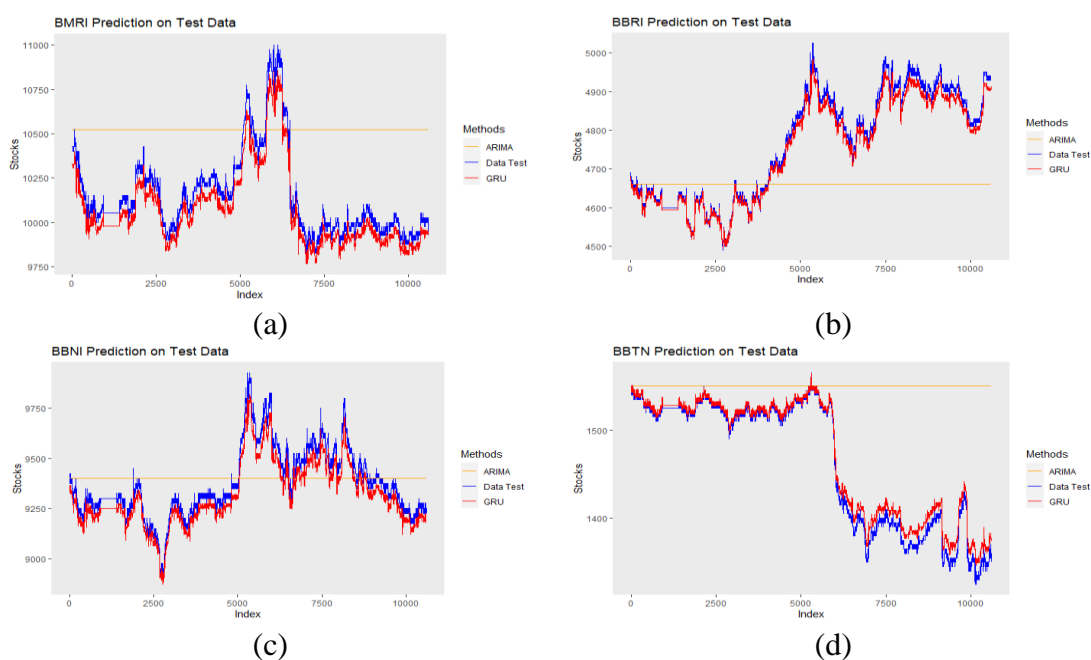 BMRI Prediction on Test Data
11000
10750
10500
10250
10000
9750
Stocks
0 2500 5000 7500 10000
Index
Methods
ARIMA
Data Test
GRU
(a)
BBRI Prediction on Test Data
5000
4900
4800
4700
4600
4500
Stocks
0 2500 5000 7500 10000
Index
Methods
ARIMA
Data Test
GRU
(b)
BBNI Prediction on Test Data
9750
9500
9250
9000
Stocks
0 2500 5000 7500 10000
Index
Methods
ARIMA
Data Test
GRU
(c)
BBTN Prediction on Test Data
1500
1400
Stocks
0 2500 5000 7500 10000
Index
Methods
ARIMA
Data Test
GRU
(d)